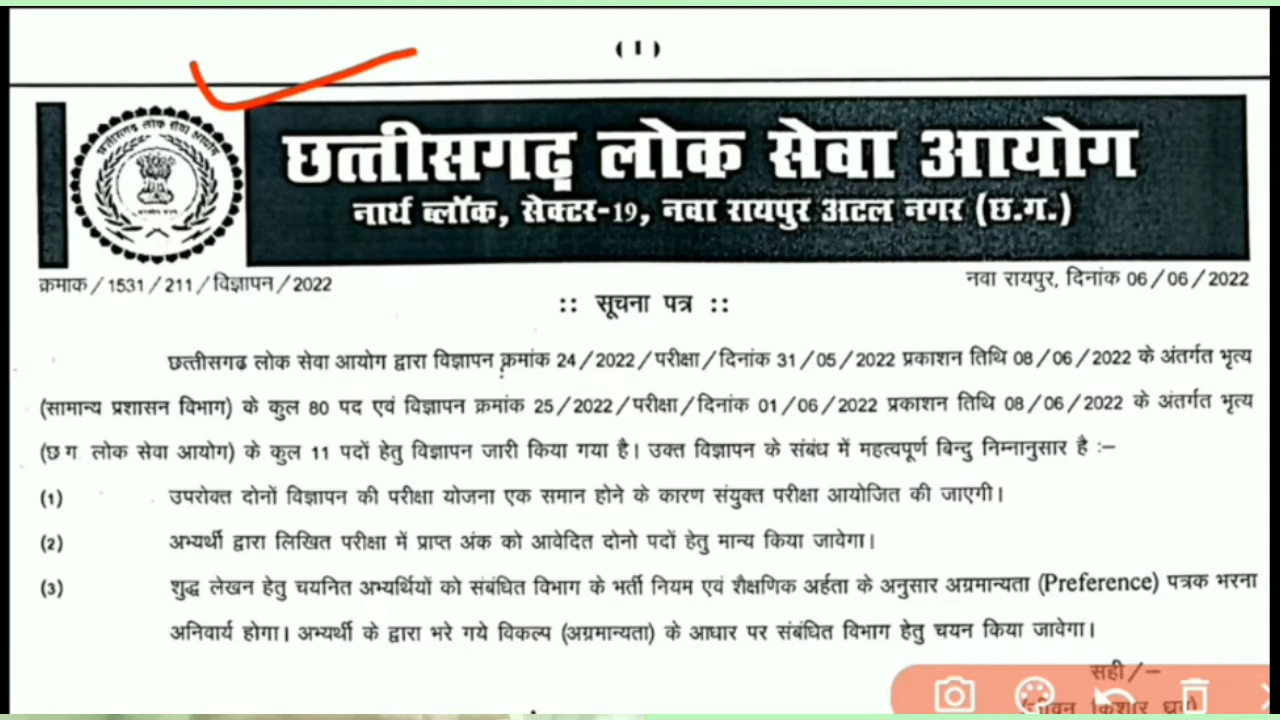 ( 1 )
छत्तीसगढ़ लोक सेवा आयोग
छत्तीसगढ़ लोक सेवा आयोग
नार्थ ब्लॉक, सेक्टर-19, नवा रायपुर अटल नगर (छ.ग.)
क्रमाक / 1531 / 211 / विज्ञापन / 2022
नवा रायपुर, दिनांक 06 / 06 / 2022
:: सूचना पत्र ::
छत्तीसगढ लोक सेवा आयोग द्वारा विज्ञापन क्रमांक 24 / 2022 / परीक्षा / दिनांक 31 / 05 / 2022 प्रकाशन तिथि 08 / 06 / 2022 के अंतर्गत भृत्य
(सामान्य प्रशासन विभाग) के कुल 80 पद एवं विज्ञापन क्रमांक 25 / 2022 / परीक्षा / दिनांक 01 / 06 / 2022 प्रकाशन तिथि 08 / 06 / 2022 के अंतर्गत भृत्य
(छ ग लोक सेवा आयोग) के कुल 11 पदों हेतु विज्ञापन जारी किया गया है। उक्त विज्ञापन के संबंध में महत्वपूर्ण बिन्दु निम्नानुसार है :–
(1) उपरोक्त दोनों विज्ञापन की परीक्षा योजना एक समान होने के कारण संयुक्त परीक्षा आयोजित की जाएगी।
(2) अभ्यर्थी द्वारा लिखित परीक्षा में प्राप्त अंक को आवेदित दोनो पदों हेतु मान्य किया जावेगा।
(3) शुद्ध लेखन हेतु चयनित अभ्यर्थियों को संबंधित विभाग के भर्ती नियम एवं शैक्षणिक अर्हता के अनुसार अग्रमान्यता (Preference) पत्रक भरना
अनिवार्य होगा। अभ्यर्थी के द्वारा भरे गये विकल्प (अग्रमान्यता) के आधार पर संबंधित विभाग हेतु चयन किया जावेगा।
सही / –
किशोर